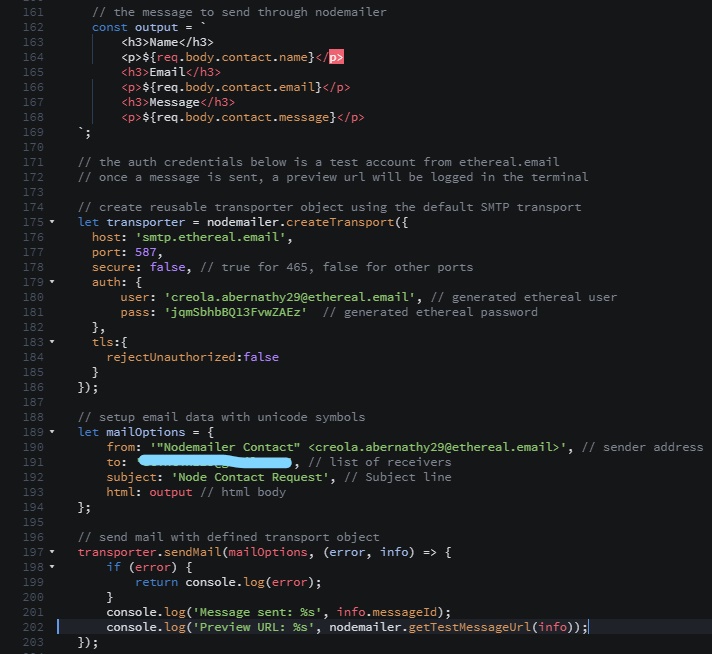 161 // the message to send through nodemailer
162 const output = `
163 <h3>Name</h3>
164 <p>${req.body.contact.name}</p>
165 <h3>Email</h3>
166 <p>${req.body.contact.email}</p>
167 <h3>Message</h3>
168 <p>${req.body.contact.message}</p>
169 `;
170
171 // the auth credentials below is a test account from ethereal.email
172 // once a message is sent, a preview url will be logged in the terminal
173
174 // create reusable transporter object using the default SMTP transport
175 let transporter = nodemailer.createTransport({
176 host: 'smtp.ethereal.email',
177 port: 587,
178 secure: false, // true for 465, false for other ports
179 auth: {
180 user: 'creola.abernathy29@ethereal.email', // generated ethereal user
181 pass: 'jqmSbhbBQl3FvwZAEz' // generated ethereal password
182 },
183 tls:{
184 rejectUnauthorized:false
185 }
186 });
187
188 // setup email data with unicode symbols
189 let mailOptions = {
190 from: '"Nodemailer Contact" <creola.abernathy29@ethereal.email>', // sender address
191 to: , // list of receivers
192 subject: 'Node Contact Request', // Subject line
193 html: output // html body
194 };
195
196 // send mail with defined transport object
197 transporter.sendMail(mailOptions, (error, info) => {
198 if (error) {
199 return console.log(error);
200 }
201 console.log('Message sent: %s', info.messageId);
202 console.log('Preview URL: %s', nodemailer.getTestMessageUrl(info));
203 });